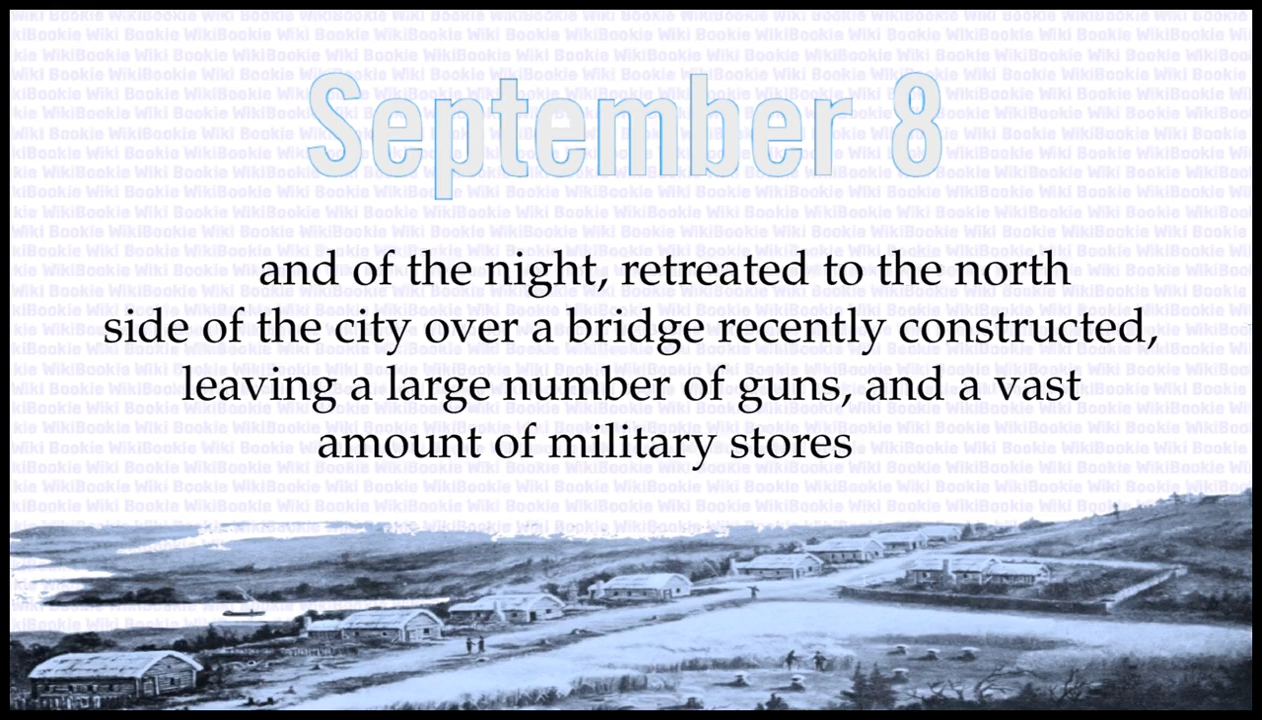 September 8
and of the night, retreated to the north
side of the city over a bridge recently constructed,
leaving a large number of guns, and a vast
amount of military stores